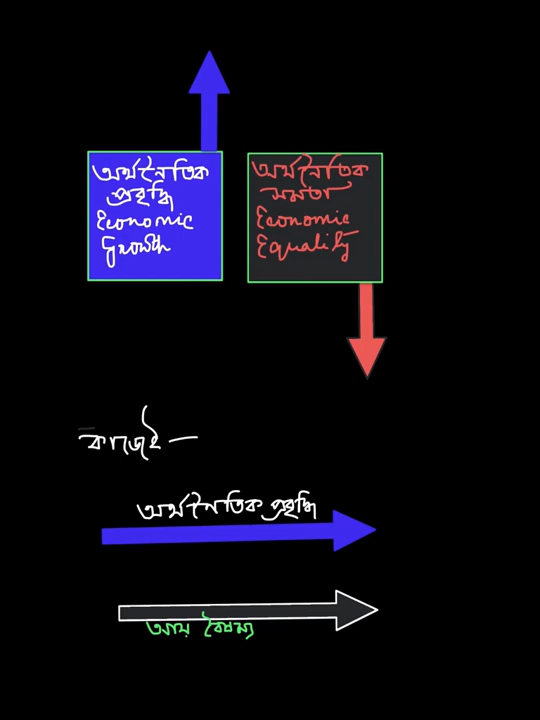 অর্থনৈতিক
প্রবৃদ্ধি
Economic
Growth
অর্থনৈতিক
সমতা
Economic
Equality
কাজেই —
অর্থনৈতিক প্রবৃদ্ধি
আয় বৈষম্য